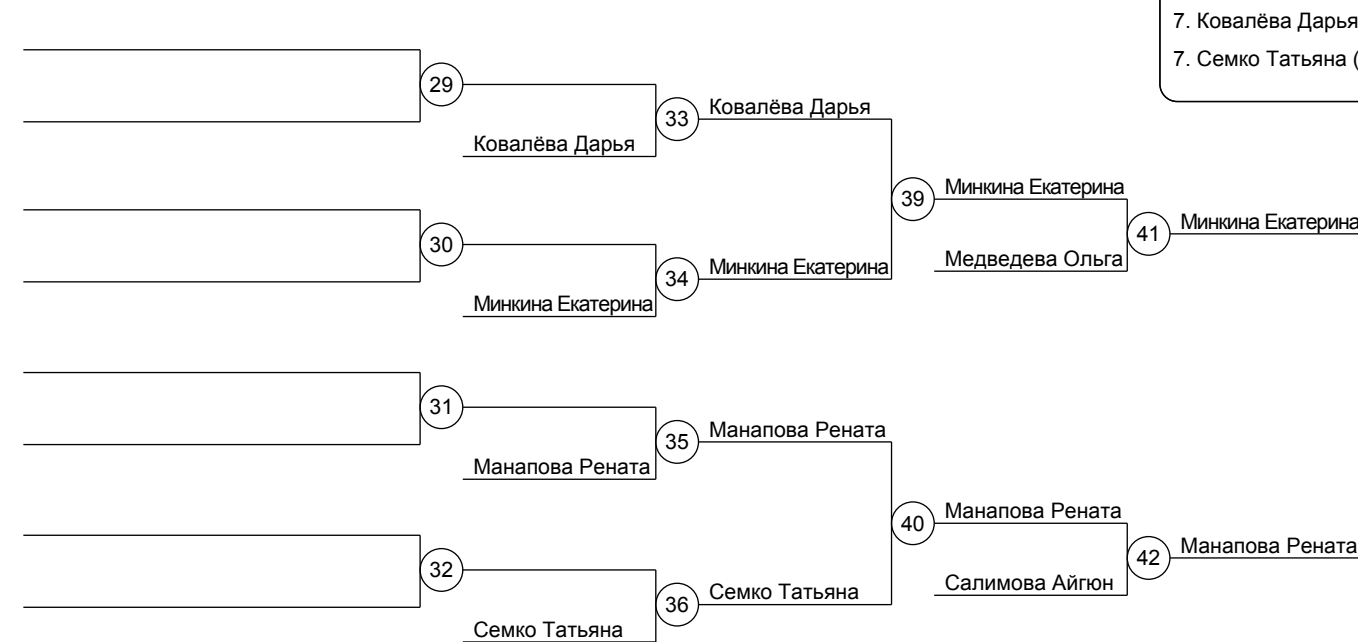 7. Ковалёва Дарья
7. Семко Татьяна (
29
33
Ковалёва Дарья
Ковалёва Дарья
39
Минкина Екатерина
30
34
Минкина Екатерина
Минкина Екатерина
41
Минкина Екатерина
Медведева Ольга
31
35
Манапова Рената
Манапова Рената
40
Манапова Рената
32
36
Семко Татьяна
Семко Татьяна
42
Манапова Рената
Салимова Айгюн